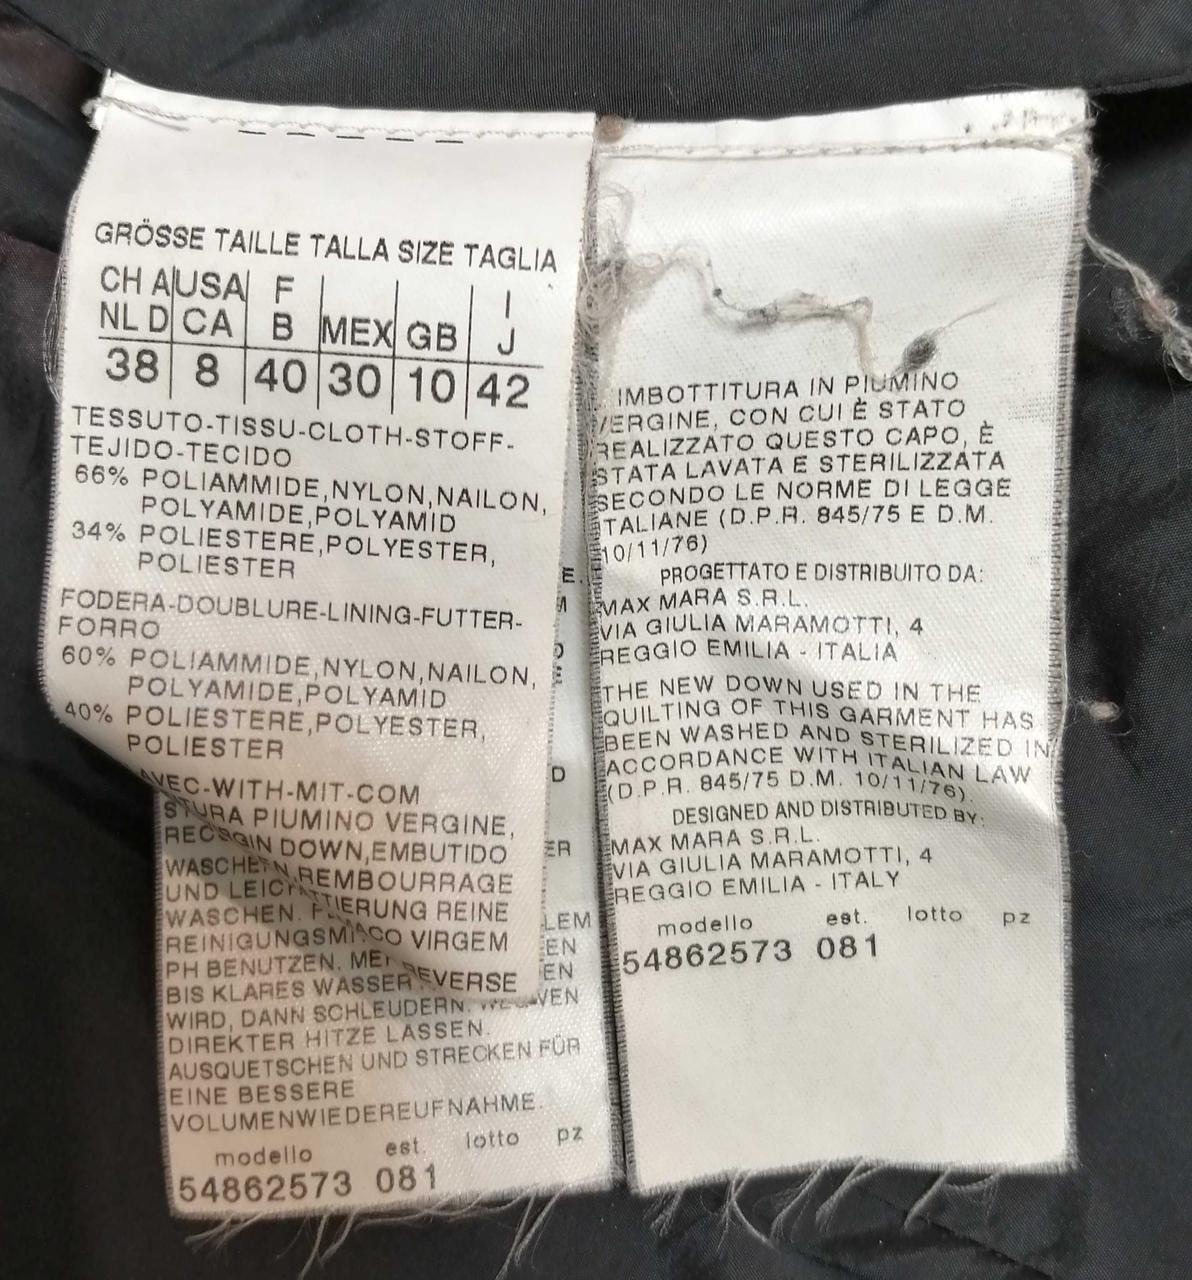 GRÖSSE TAILLE TALLA SIZE TAGLIA
CH A USA F I
NL D CA B MEX GB J
38 8 40 30 10 42
TESSUTO-TISSU-CLOTH-STOFF-
TEJIDO-TECIDO
66% POLIAMMIDE,NYLON,NAILON,
POLYAMIDE,POLYAMID
34% POLIESTERE,POLYESTER,
POLIESTER
FODERA-DOUBLURE-LINING-FUTTER-
FORRO
60% POLIAMMIDE,NYLON,NAILON,
POLYAMIDE,POLYAMID
40% POLIESTERE,POLYESTER,
POLIESTER
AVEC-WITH-MIT-COM
PIUMINO VERGINE,
DOWN,EMBUTIDO
REMBOURRAGE
REINE
VIRGEM
REVERSE
WASCHEN
UND
WASCHEN.
PH BENUTZEN.
BIS KLARES WASSER
WIRD, DANN SCHLEUDERN.
DIREKTER HITZE LASSEN.
AUSQUETSCHEN UND STRECKEN FÜR
EINE BESSERE
VOLUMENWIEDEREUFNAHME.
modello est. lotto pz
54862573 081
IMBOTTITURA IN PIUMINO
VERGINE, CON CUI È STATO
REALIZZATO QUESTO CAPO, È
STATA LAVATA E STERILIZZATA
SECONDO LE NORME DI LEGGE
ITALIANE (D.P.R. 845/75 E D.M.
10/11/76)
PROGETTATO E DISTRIBUITO DA:
MAX MARA S.R.L.
VIA GIULIA MARAMOTTI, 4
REGGIO EMILIA - ITALIA
THE NEW DOWN USED IN THE
QUILTING OF THIS GARMENT HAS
BEEN WASHED AND STERILIZED IN
ACCORDANCE WITH ITALIAN LAW
(D.P.R. 845/75 D.M. 10/11/76).
DESIGNED AND DISTRIBUTED BY:
MAX MARA S.R.L.
VIA GIULIA MARAMOTTI, 4
REGGIO EMILIA - ITALY
modello est. lotto pz
54862573 081